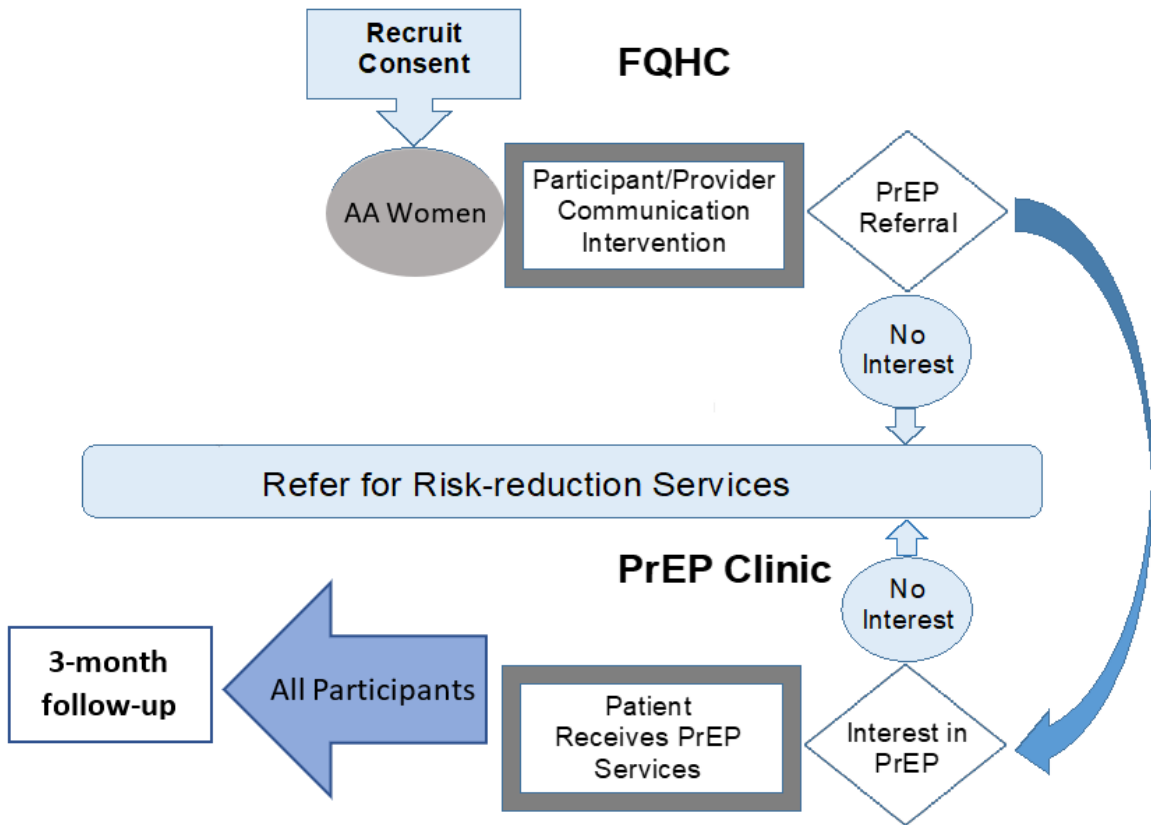 Recruit
Consent
FQHC
AA Women
Participant/Provider
Communication
Intervention
PrEP
Referral
No
Interest
Refer for Risk-reduction Services
PrEP Clinic
No
Interest
3-month
follow-up
All Participants
Patient
Receives PrEP
Services
Interest in
PrEP